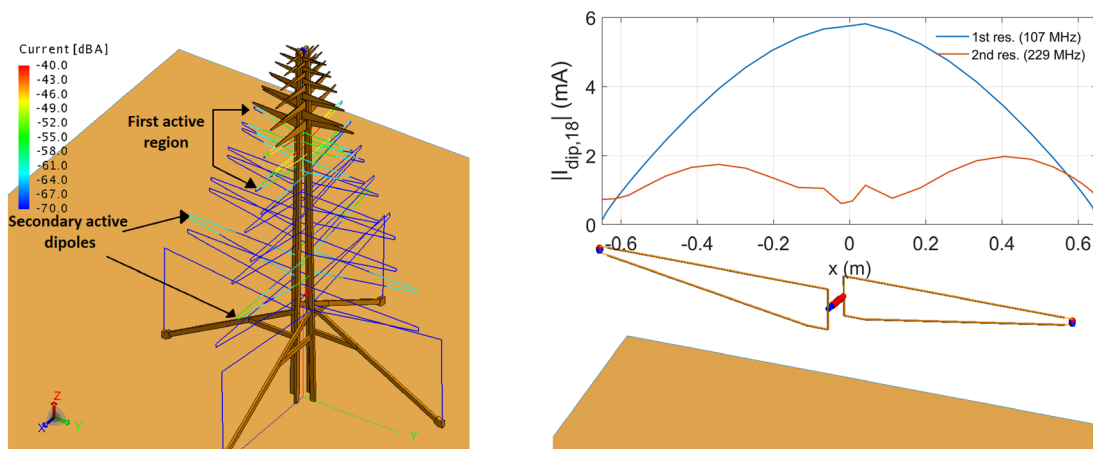 Current [dBA]
-40.0
-43.0
-46.0
-49.0
-52.0
-55.0
-58.0
-61.0
-64.0
-67.0
-70.0
First active
region
Secondary active
dipoles
Z
X
Y
Y
|I_dip,18| (mA)
6
4
2
0
1st res. (107 MHz)
2nd res. (229 MHz)
-0.6 -0.4 -0.2 0 0.2 0.4 0.6
x (m)